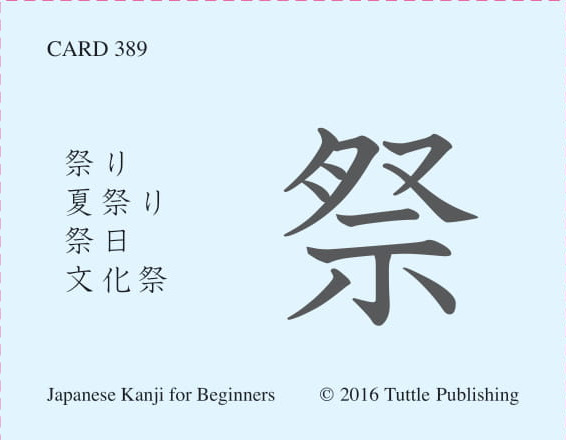 CARD 389
祭り
夏祭り
祭日
文化祭
祭
Japanese Kanji for Beginners
© 2016 Tuttle Publishing